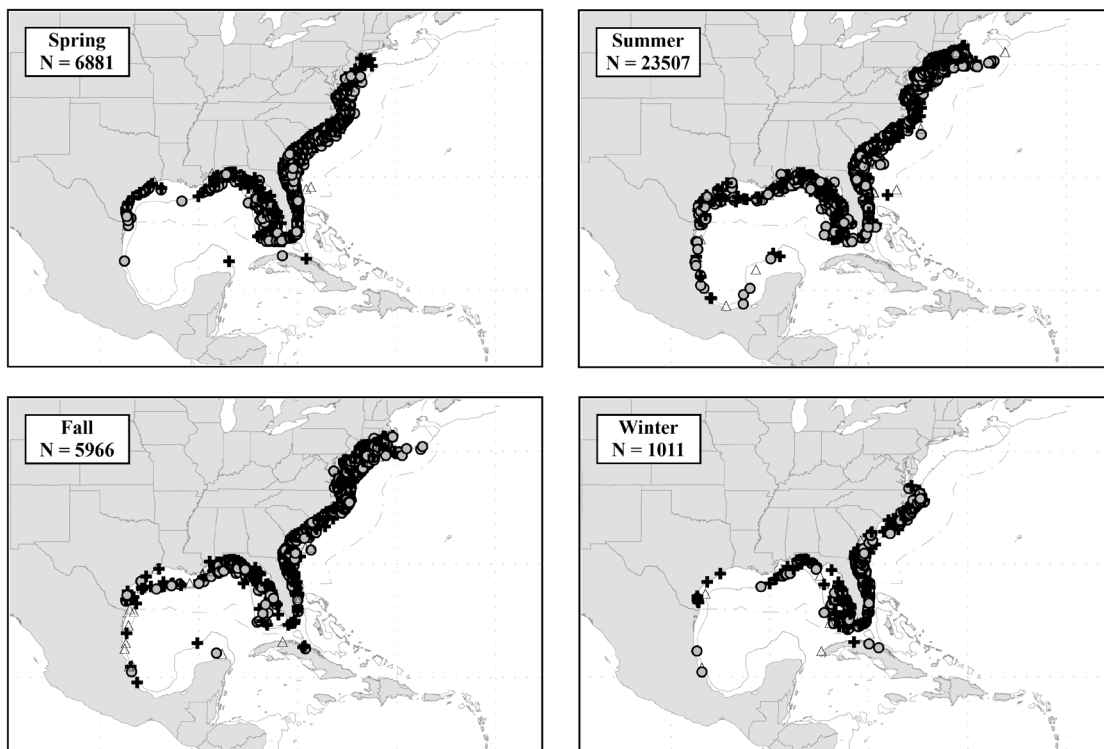 Spring
N = 6881
Summer
N = 23507
Fall
N = 5966
Winter
N = 1011